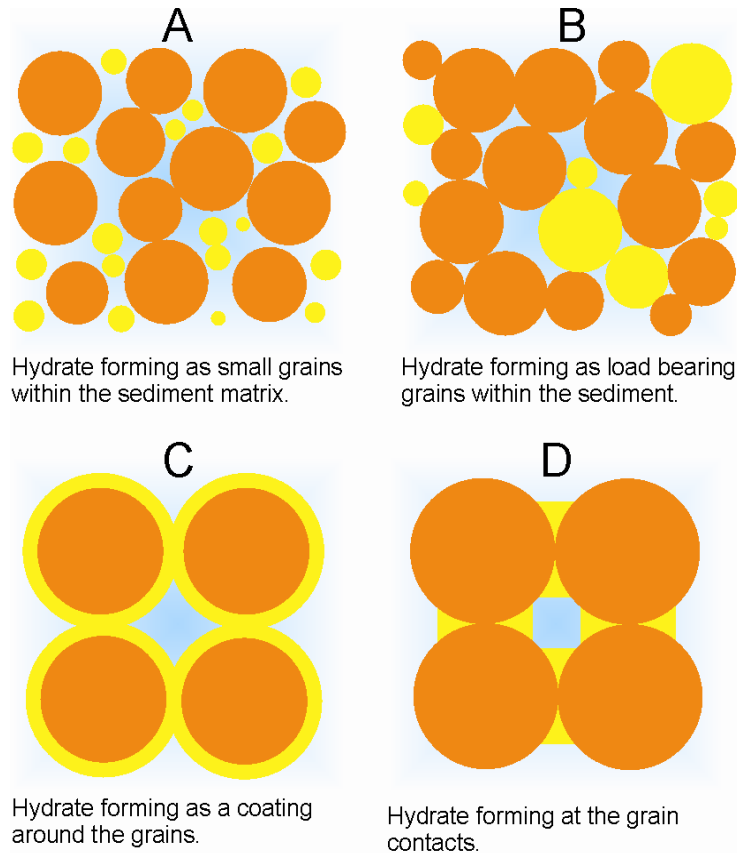 A
B
Hydrate forming as small grains
within the sediment matrix.
Hydrate forming as load bearing
grains within the sediment.
C
D
Hydrate forming as a coating
around the grains.
Hydrate forming at the grain
contacts.